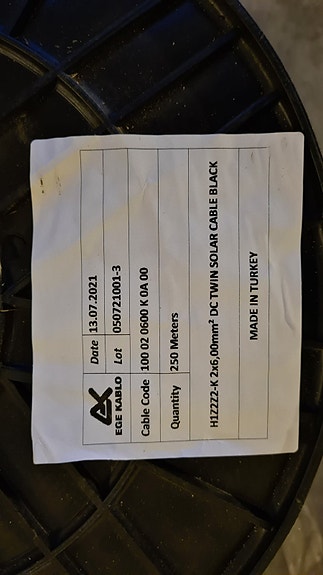 EGE KABLO
Date 13.07.2021
Lot 050721001-3
Cable Code 100 02 0600 K 0A 00
Quantity 250 Meters
H1Z2Z2-K 2x6,00mm² DC TWIN SOLAR CABLE BLACK
MADE IN TURKEY